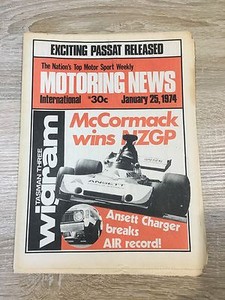 EXCITING PASSAT RELEASED
The Nation's Top Motor Sport Weekly
MOTORING NEWS
International *30c January 25, 1974
McCormack
wins NZGP
TASMAN THREE
wigram
ANSETT
Ansett Charger
breaks
AIR record!